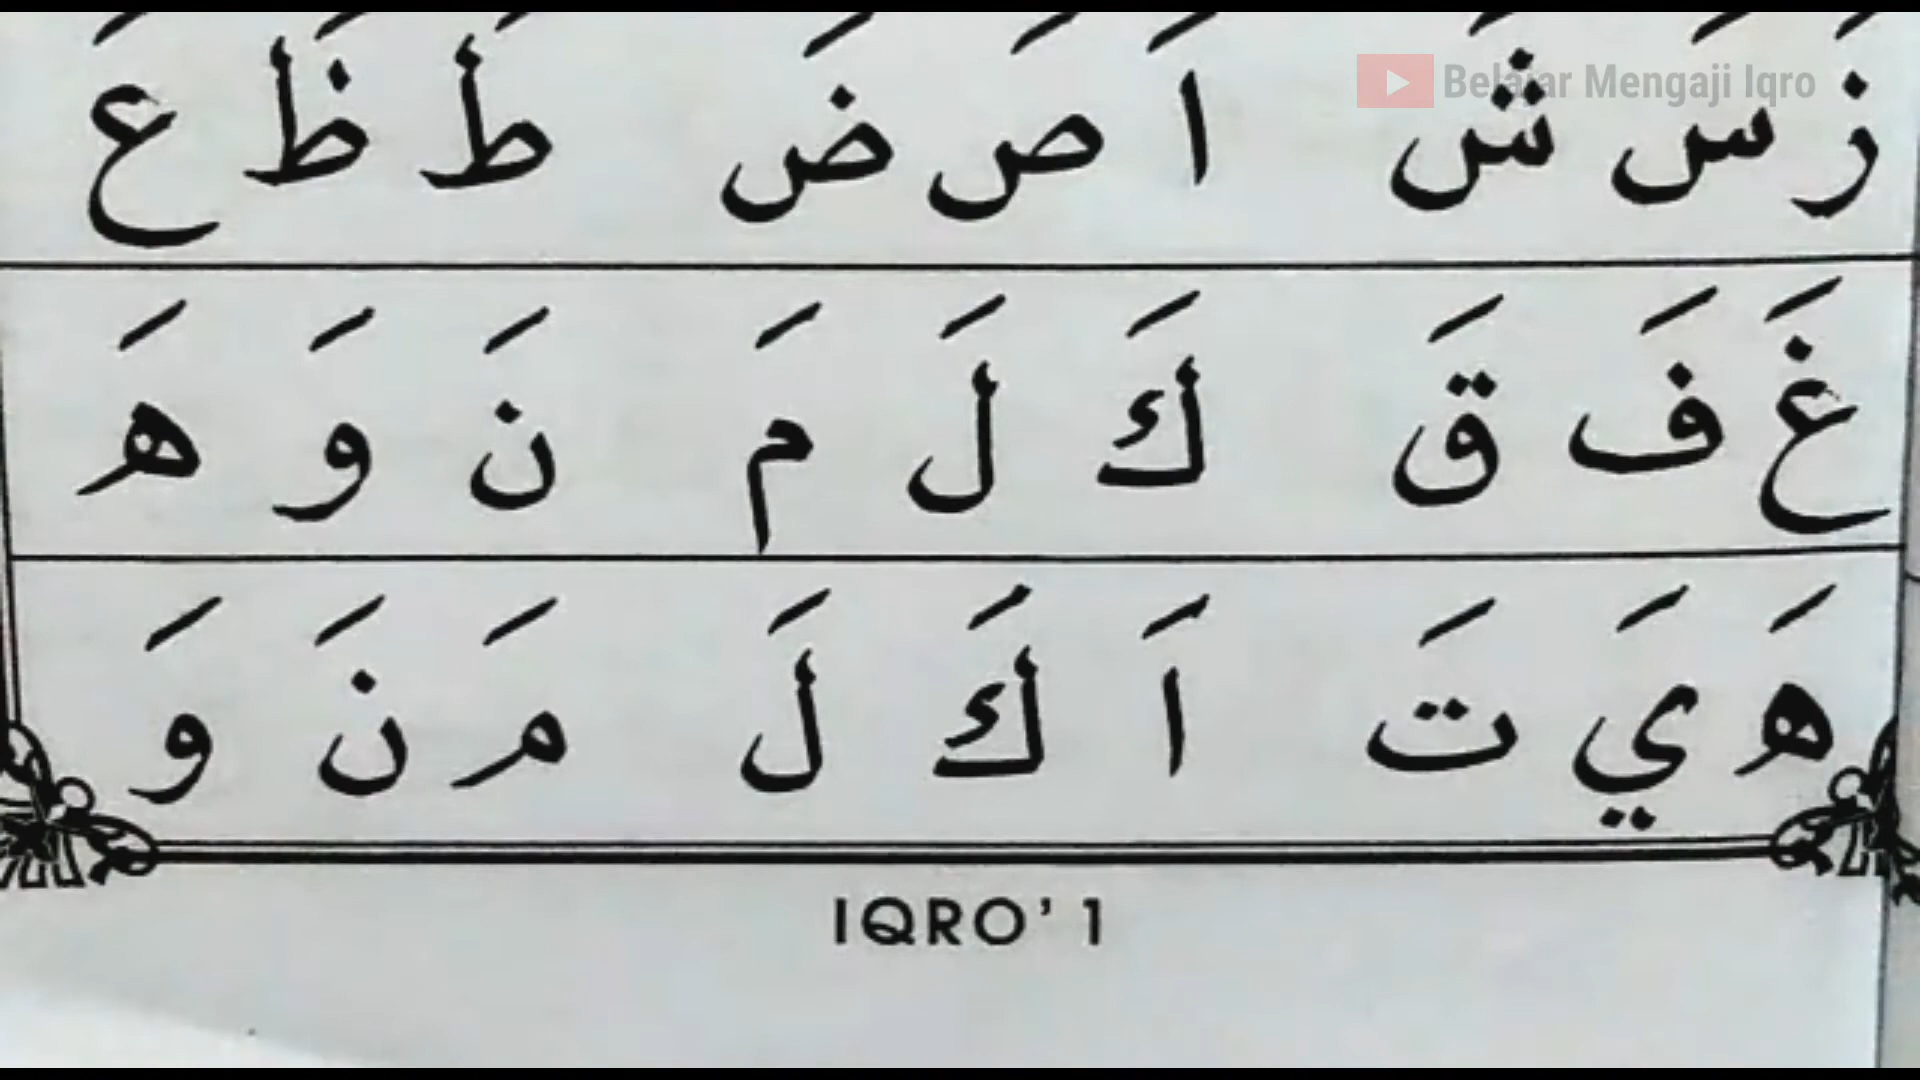 Belajar Mengaji Iqro
زَ سَ شَ اَ صَ ضَ طَ ظَ عَ
غَ فَ قَ كَ لَ مَ نَ وَ هَ
هَ يَ تَ اَ كَ لَ مَ نَ وَ
IQRO' 1